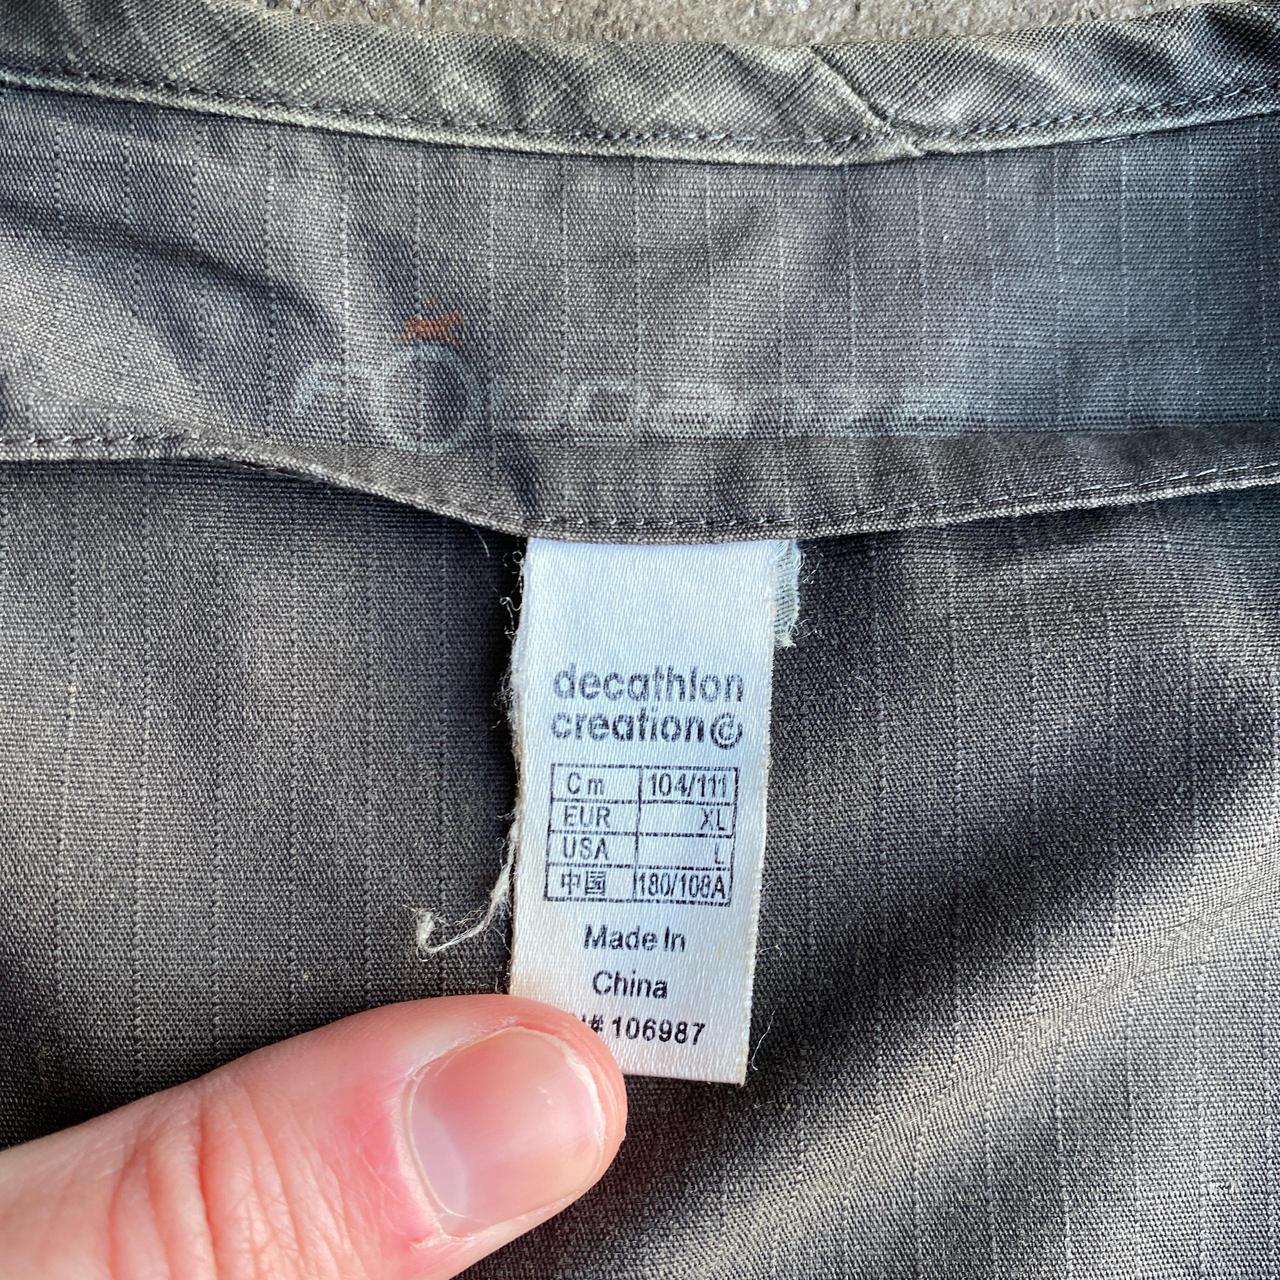 decathlon
creation©
Cm 104/111
EUR XL
USA L
中国 180/108A
Made In
China
# 106987